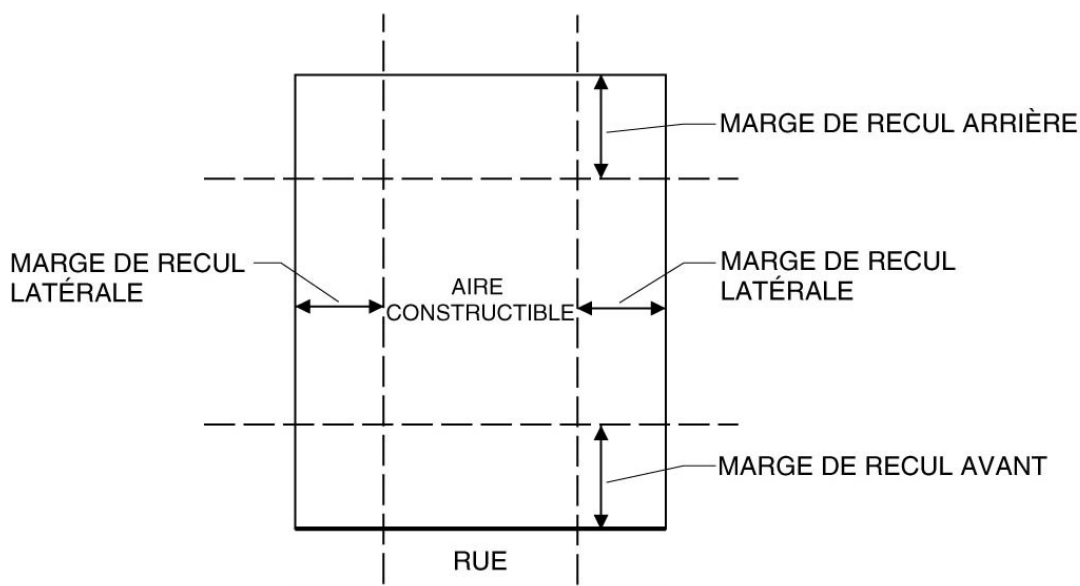 MARGE DE RECUL ARRIÈRE
MARGE DE RECUL
LATÉRALE
AIRE
CONSTRUCTIBLE
MARGE DE RECUL
LATÉRALE
MARGE DE RECUL AVANT
RUE